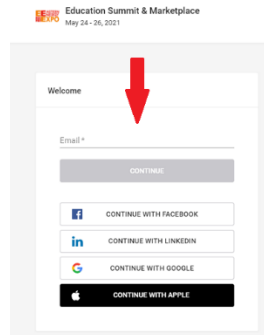 Education Summit & Marketplace
May 24 - 26, 2021
Welcome
Email*
CONTINUE
CONTINUE WITH FACEBOOK
in CONTINUE WITH LINKEDIN
G CONTINUE WITH GOOGLE
CONTINUE WITH APPLE